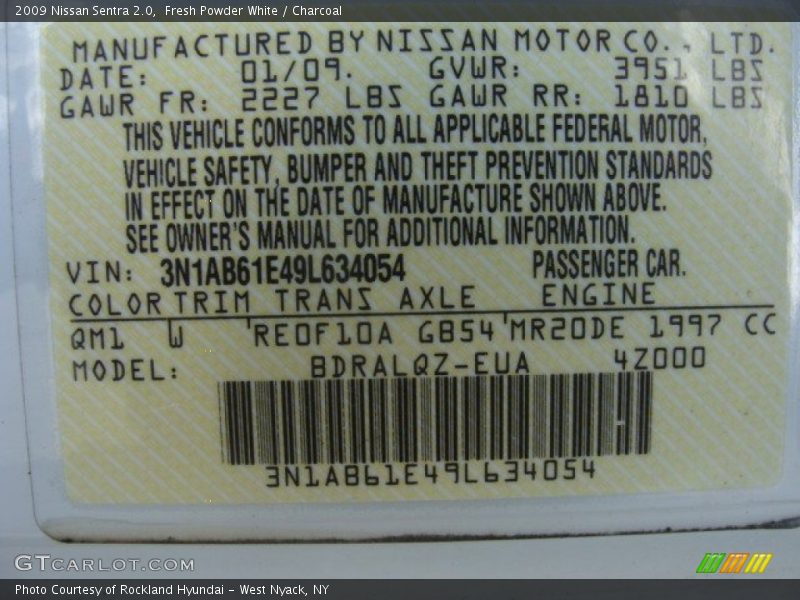 2009 Nissan Sentra 2.0,  Fresh Powder White / Charcoal
MANUFACTURED BY NISSAN MOTOR CO., LTD.
DATE: 01/09. GVWR: 3951 LBS
GAWR FR: 2227 LBS GAWR RR: 1810 LBS
THIS VEHICLE CONFORMS TO ALL APPLICABLE FEDERAL MOTOR,
VEHICLE SAFETY, BUMPER AND THEFT PREVENTION STANDARDS
IN EFFECT ON THE DATE OF MANUFACTURE SHOWN ABOVE.
SEE OWNER'S MANUAL FOR ADDITIONAL INFORMATION.
VIN: 3N1AB61E49L634054 PASSENGER CAR.
COLOR TRIM TRANS AXLE ENGINE
QM1 W RE0F10A GB54 MR20DE 1997 CC
MODEL: BDRALQZ-EUA 4Z000
3N1AB61E49L634054
GTCARLOT.COM
Photo Courtesy of Rockland Hyundai - West Nyack, NY